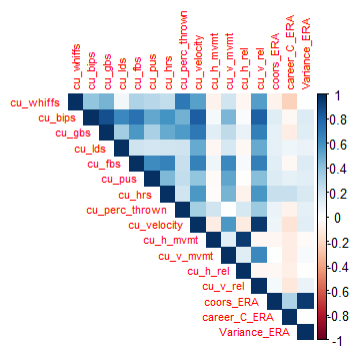 cu_whiffs
cu_bips
cu_gbs
cu_lds
cu_fbs
cu_pus
cu_hrs
cu_perc_thrown
cu_velocity
cu_h_mvmt
cu_v_mvmt
cu_h_rel
cu_v_rel
coors_ERA
career_C_ERA
Variance_ERA
cu_whiffs
cu_bips
cu_gbs
cu_lds
cu_fbs
cu_pus
cu_hrs
cu_perc_thrown
cu_velocity
cu_h_mvmt
cu_v_mvmt
cu_h_rel
cu_v_rel
coors_ERA
career_C_ERA
Variance_ERA
1
0.8
0.6
0.4
0.2
0
-0.2
-0.4
-0.6
-0.8
-1